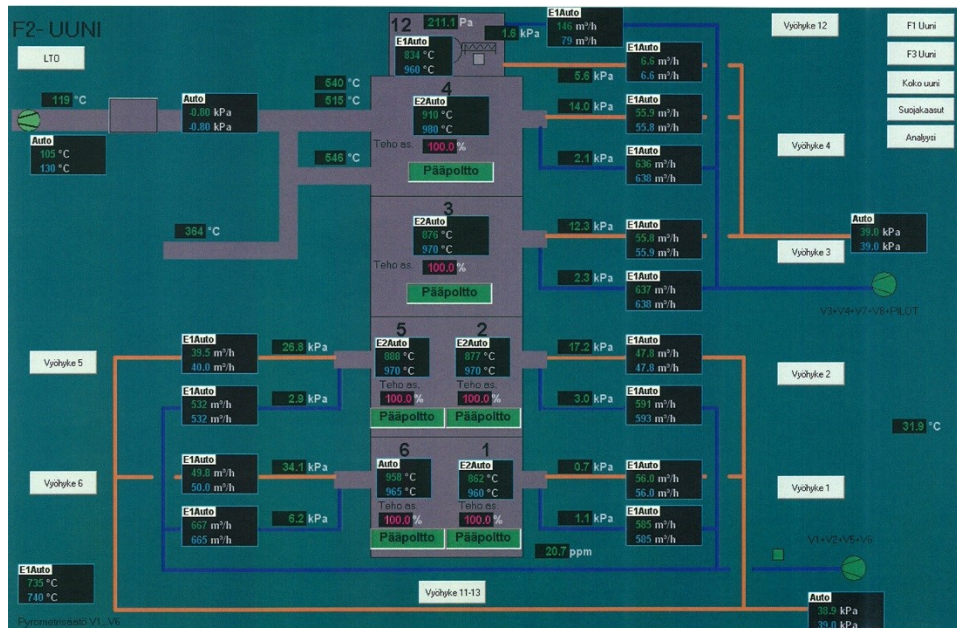 F2- UUNI
LTO
119 °C
Auto
-0.80 kPa
-0.80 kPa
Auto
105 °C
130 °C
540 °C
515 °C
546 °C
364 °C
12
211.1 Pa
E1Auto
834 °C
960 °C
1.6 kPa
146 m³/h
79 m³/h
5.6 kPa
E1Auto
6.6 m³/h
6.6 m³/h
Vyöhyke 12
F1 Uuni
F3 Uuni
Koko uuni
Suojakaasut
Analyysi
4
E2Auto
910 °C
980 °C
Teho as. 100.0 %
Pääpoltto
14.0 kPa
E1Auto
55.9 m³/h
55.8 m³/h
2.1 kPa
E1Auto
636 m³/h
638 m³/h
Vyöhyke 4
3
E2Auto
876 °C
970 °C
Teho as. 100.0 %
Pääpoltto
12.3 kPa
E1Auto
55.8 m³/h
55.9 m³/h
2.3 kPa
E1Auto
637 m³/h
638 m³/h
Vyöhyke 3
Auto
39.0 kPa
39.0 kPa
V3+V4+V7+V8+PILOT
Vyöhyke 5
E1Auto
39.5 m³/h
40.0 m³/h
26.8 kPa
E1Auto
532 m³/h
532 m³/h
2.9 kPa
5
E2Auto
888 °C
970 °C
Teho as.
100.0 %
Pääpoltto
2
E2Auto
877 °C
970 °C
Teho as.
100.0 %
Pääpoltto
17.2 kPa
E1Auto
47.8 m³/h
47.8 m³/h
3.0 kPa
E1Auto
591 m³/h
593 m³/h
Vyöhyke 2
31.9 °C
Vyöhyke 6
E1Auto
49.8 m³/h
50.0 m³/h
34.1 kPa
E1Auto
667 m³/h
665 m³/h
6.2 kPa
6
Auto
958 °C
965 °C
Teho as.
100.0 %
Pääpoltto
1
E2Auto
862 °C
960 °C
Teho as.
100.0 %
Pääpoltto
0.7 kPa
E1Auto
56.0 m³/h
56.0 m³/h
1.1 kPa
E1Auto
585 m³/h
585 m³/h
Vyöhyke 1
20.7 ppm
V1+V2+V5+V6
E1Auto
735 °C
740 °C
Pyrometrisäätö V1...V6
Vyöhyke 11-13
Auto
38.9 kPa
39.0 kPa